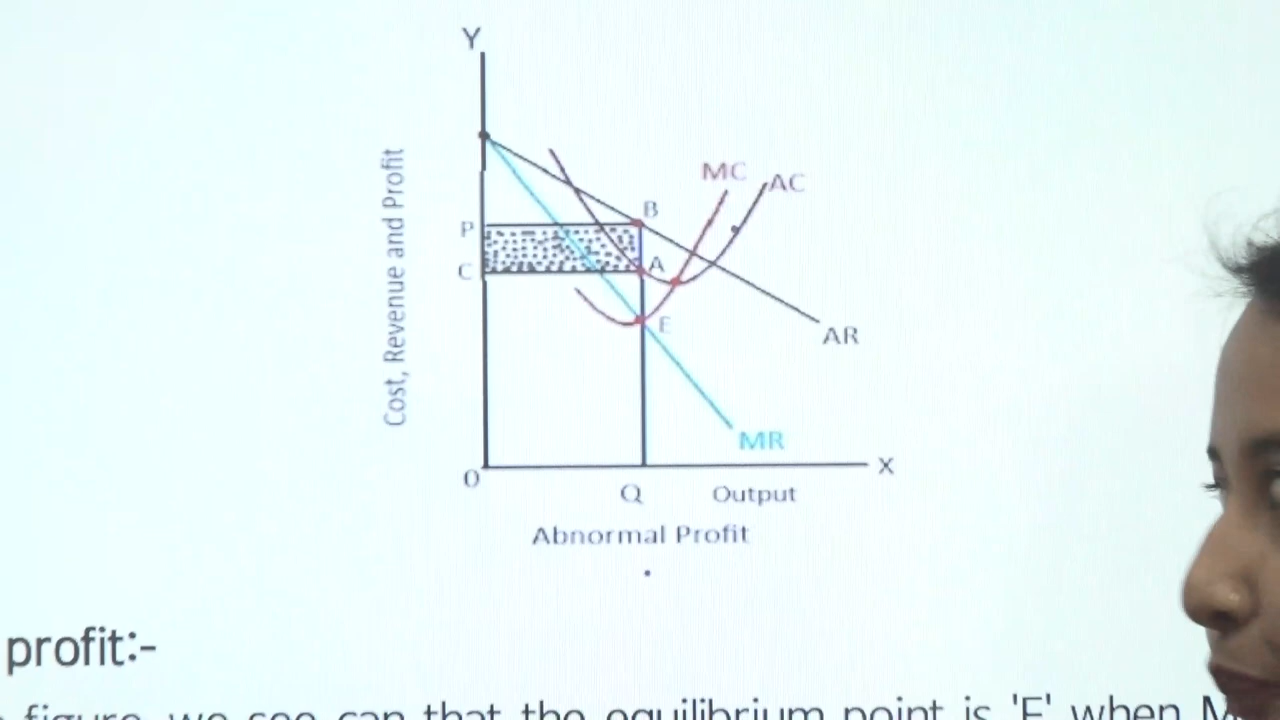 Y
Cost, Revenue and Profit
MC
AC
B
P
A
C
E
AR
MR
X
O
Q
Output
Abnormal Profit
profit:-
figure, we see can that the equilibrium point is 'E' when